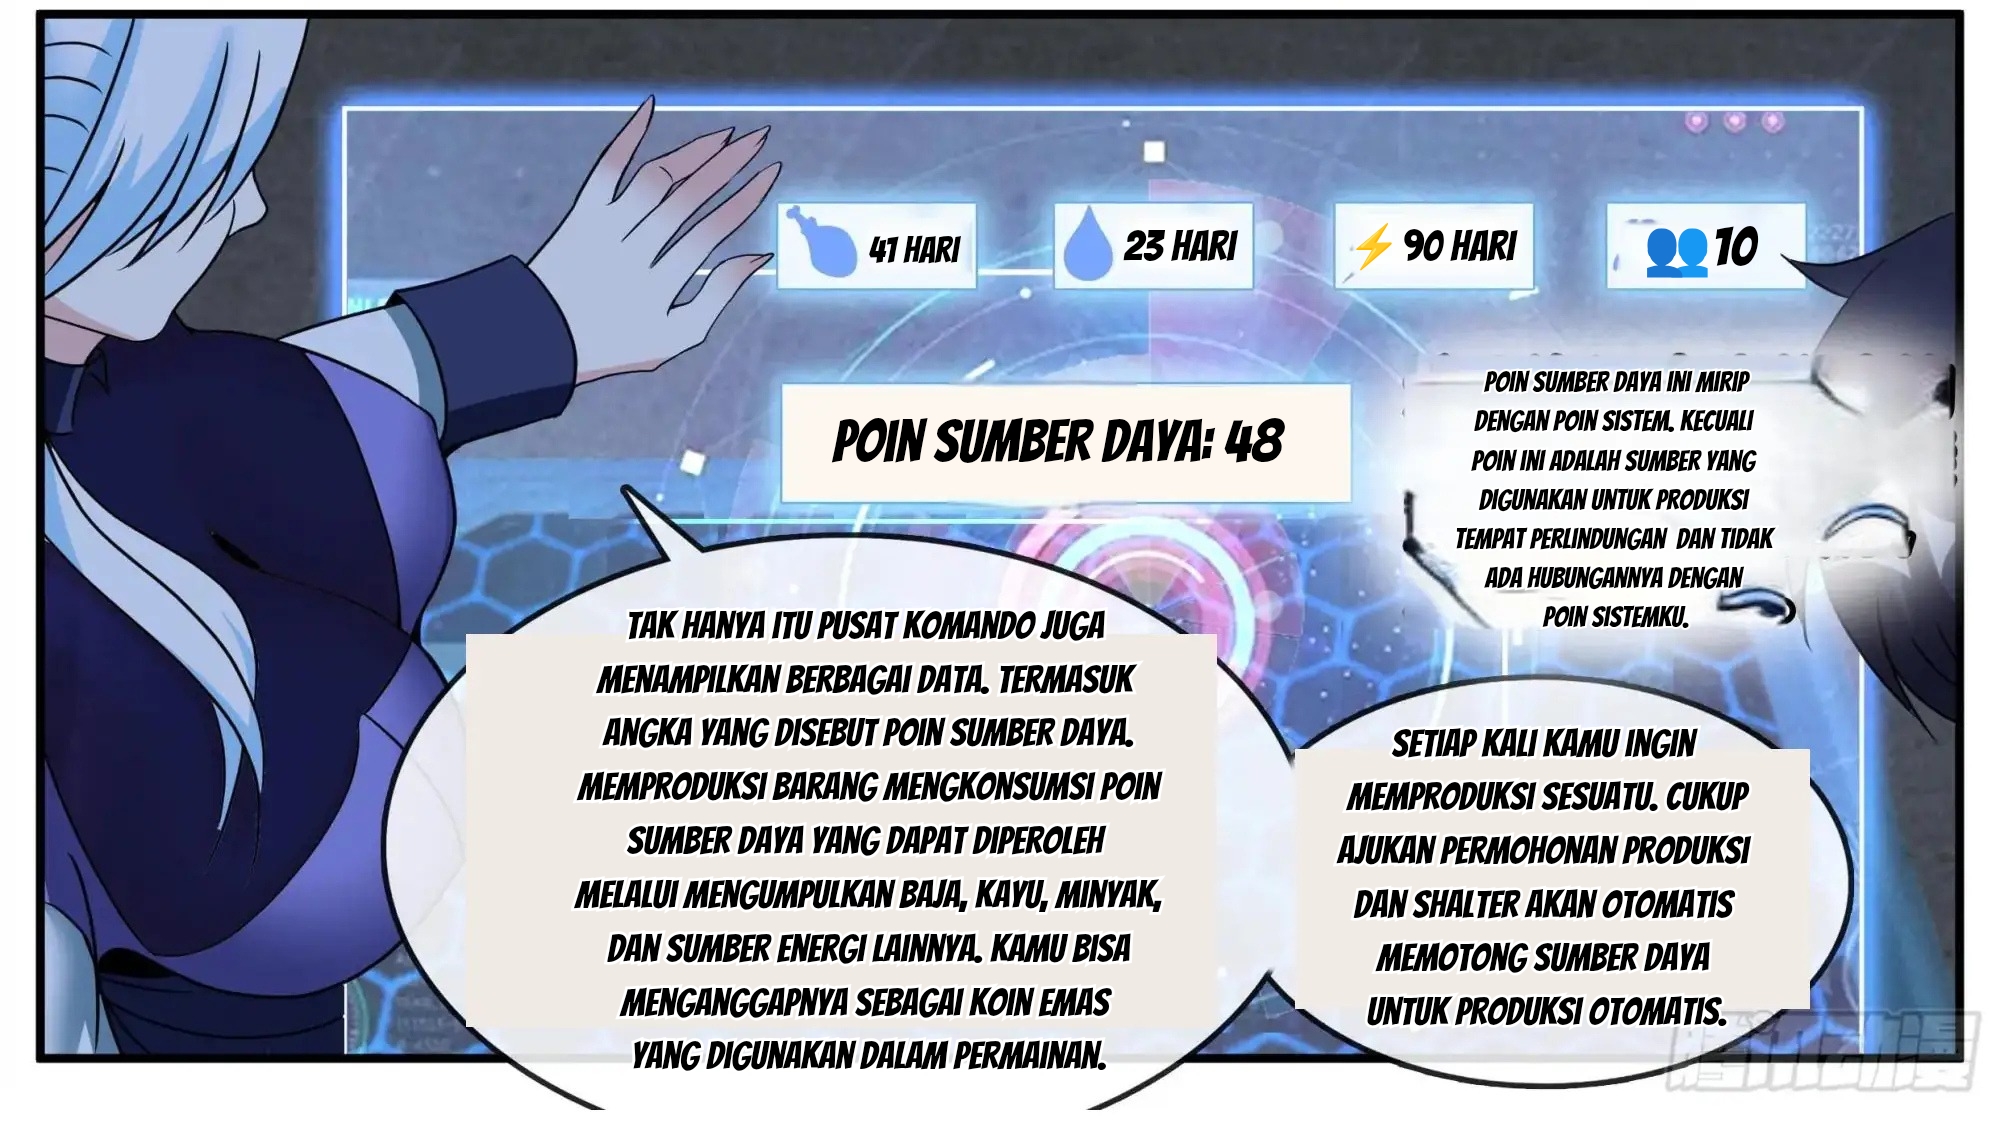 41 HARI
23 HARI
90 HARI
10
POIN SUMBER DAYA: 48
POIN SUMBER DAYA INI MIRIP
DENGAN POIN SISTEM. KECUALI
POIN INI ADALAH SUMBER YANG
DIGUNAKAN UNTUK PRODUKSI
TEMPAT PERLINDUNGAN DAN TIDAK
ADA HUBUNGANNYA DENGAN
POIN SISTEMKU.
TAK HANYA ITU PUSAT KOMANDO JUGA
MENAMPILKAN BERBAGAI DATA. TERMASUK
ANGKA YANG DISEBUT POIN SUMBER DAYA.
MEMPRODUKSI BARANG MENGKONSUMSI POIN
SUMBER DAYA YANG DAPAT DIPEROLEH
MELALUI MENGUMPULKAN BAJA, KAYU, MINYAK,
DAN SUMBER ENERGI LAINNYA. KAMU BISA
MENGANGGAPNYA SEBAGAI KOIN EMAS
YANG DIGUNAKAN DALAM PERMAINAN.
SETIAP KALI KAMU INGIN
MEMPRODUKSI SESUATU. CUKUP
AJUKAN PERMOHONAN PRODUKSI
DAN SHALTER AKAN OTOMATIS
MEMOTONG SUMBER DAYA
UNTUK PRODUKSI OTOMATIS.
腾讯动漫